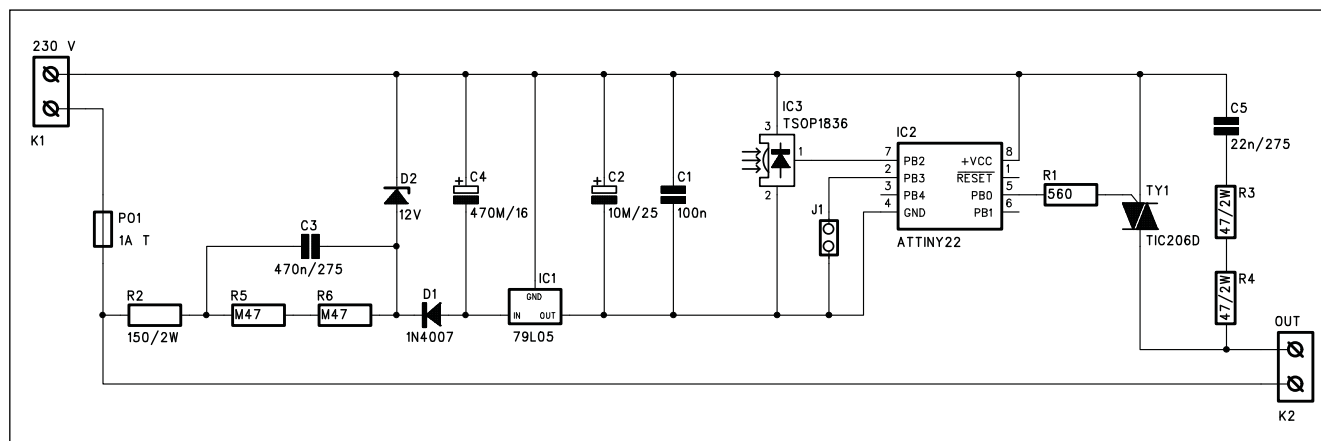 230 V
K1
PO1
1A T
R2
150/2W
C3
470n/275
R5
M47
R6
M47
D2
12V
D1
1N4007
+
C4
470M/16
IC1
GND
IN
OUT
79L05
+
C2
10M/25
C1
100n
IC3
TSOP1836
3
1
2
J1
IC2
7 PB2 +VCC 8
2 PB3 RESET 1
3 PB4 PB0 5
4 GND PB1 6
ATTINY22
R1
560
TY1
TIC206D
C5
22n/275
R3
47/2W
R4
47/2W
OUT
K2